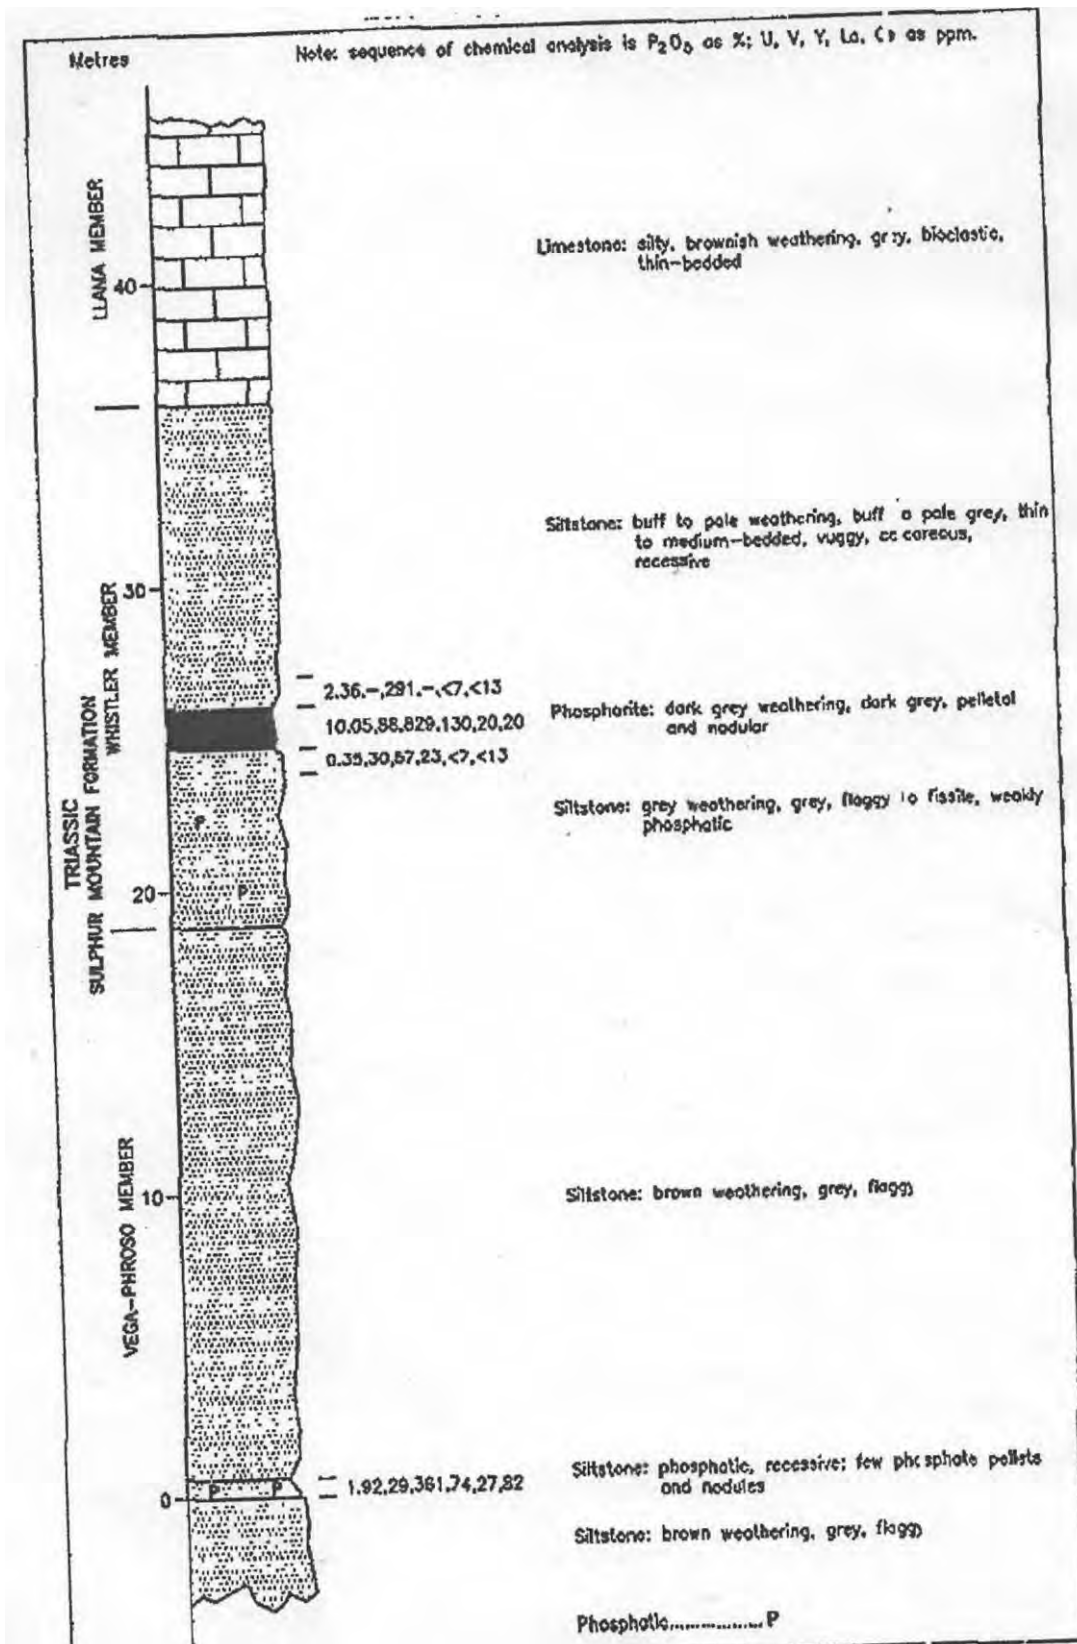 Metres
Note: sequence of chemical analysis is P2O5 as %; U, V, Y, La, as ppm.
LLAMA MEMBER
40
Limestone: silty, brownish weathering, grey, bioclastic,
thin-bedded
Siltstone: buff to pale weathering, buff to pale grey, thin
to medium-bedded, vuggy, calcareous,
recessive
30
TRIASSIC
SULPHUR MOUNTAIN FORMATION
WHISTLER MEMBER
2.36,-,291,-,<7,<13
10.05,88,829,130,20,20
0.35,30,57,23,<7,<13
Phosphorite: dark grey weathering, dark grey, pelletal
and nodular
Siltstone: grey weathering, grey, flaggy to fissile, weakly
phosphatic
P
20
P
VEGA-PHROSO MEMBER
10
Siltstone: brown weathering, grey, flaggy
Siltstone: phosphatic, recessive; few phosphate pellets
and nodules
0
P P
1.92,29,361,74,27,82
Siltstone: brown weathering, grey, flaggy
Phosphatic................P